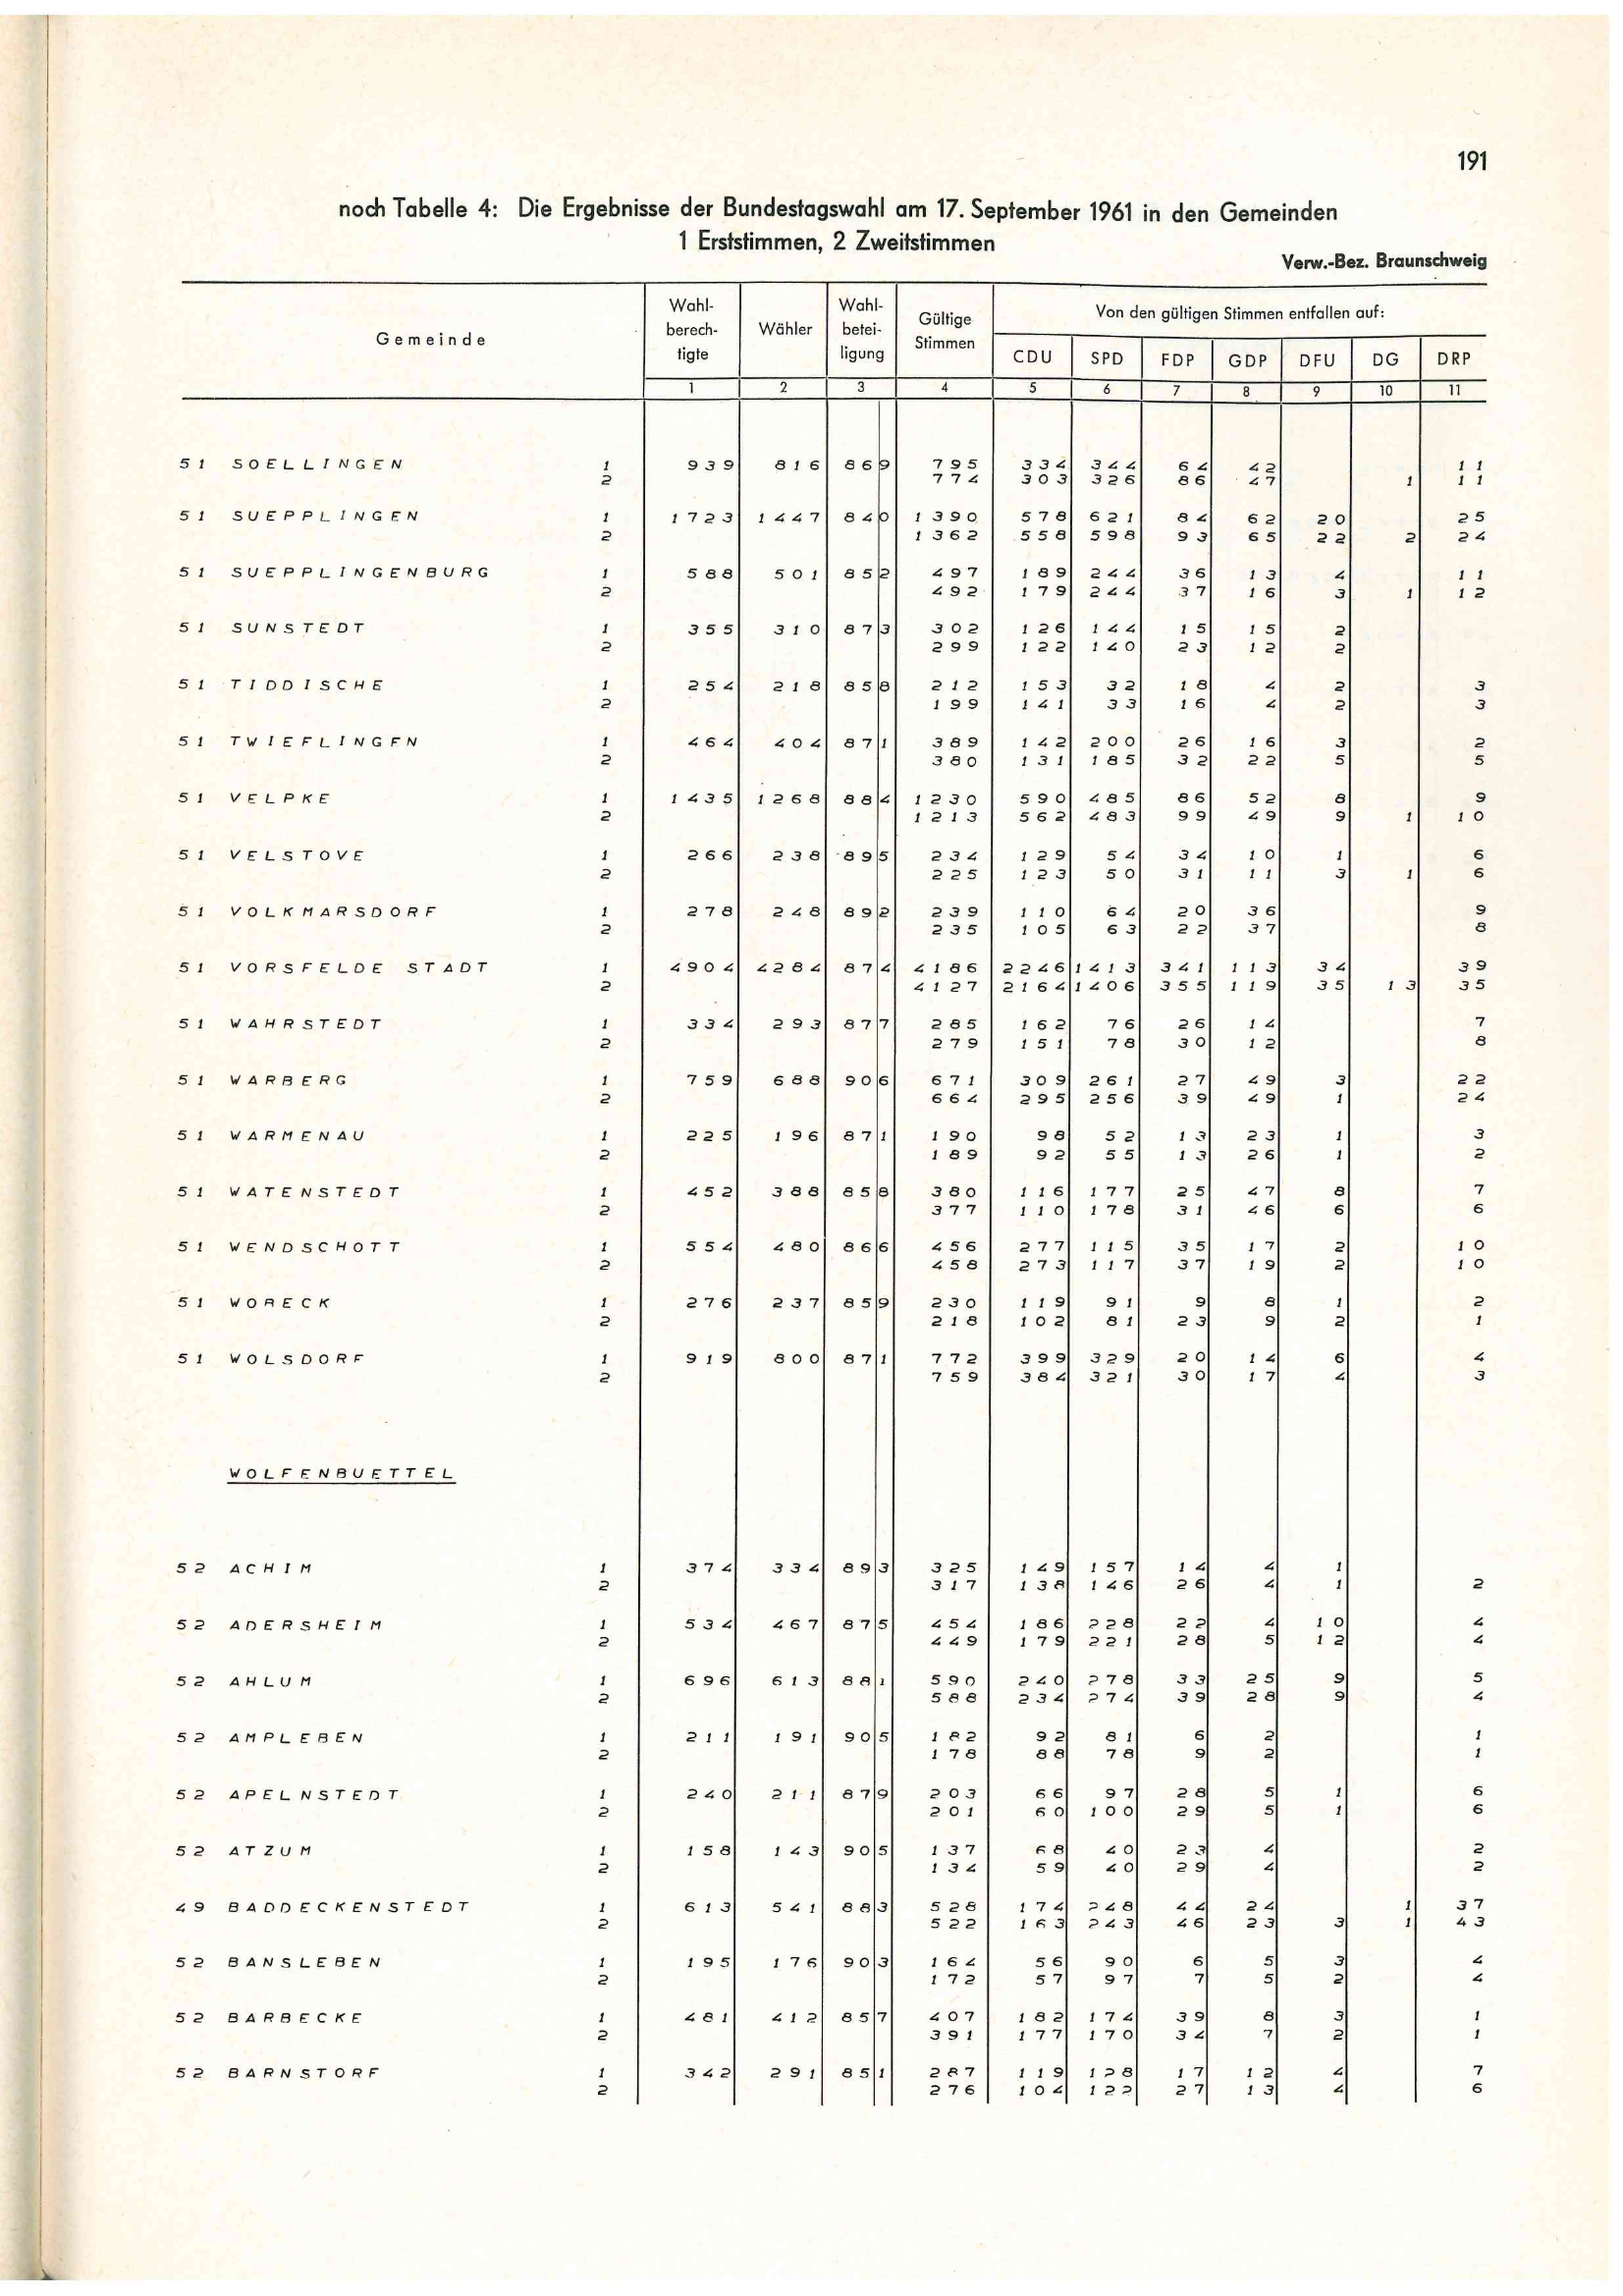 191
noch Tabelle 4: Die Ergebnisse der Bundestagswahl am 17. September 1961 in den Gemeinden
1 Erststimmen, 2 Zweitstimmen
Verw.-Bez. Braunschweig
Gemeinde Wahl-berech-tigte Wähler Wahl-betei-ligung Gültige Stimmen Von den gültigen Stimmen entfallen auf:
CDU SPD FDP GDP DFU DG DRP
1 2 3 4 5 6 7 8 9 10 11
51 SOELLINGEN 1 939 816 86 9 795 334 344 64 42 11
2 774 303 326 86 47 1 11
51 SUEPPLINGEN 1 1723 1447 84 0 1390 578 621 84 62 20 25
2 1362 558 598 93 65 22 2 24
51 SUEPPLINGENBURG 1 588 501 85 2 497 189 244 36 13 4 11
2 492 179 244 37 16 3 1 12
51 SUNSTEDT 1 355 310 87 3 302 126 144 15 15 2
2 299 122 140 23 12 2
51 TIDDISCHE 1 254 218 85 8 212 153 32 18 4 2 3
2 199 141 33 16 4 2 3
51 TWIEFLINGFN 1 464 404 87 1 389 142 200 26 16 3 2
2 380 131 185 32 22 5 5
51 VELPKE 1 1435 1268 88 4 1230 590 485 86 52 8 9
2 1213 562 483 99 49 9 1 10
51 VELSTOVE 1 266 238 89 5 234 129 54 34 10 1 6
2 225 123 50 31 11 3 1 6
51 VOLKMARSDORF 1 278 248 89 2 239 110 64 20 36 9
2 235 105 63 22 37 8
51 VORSFELDE STADT 1 4904 4284 87 4 4186 2246 1413 341 113 34 39
2 4127 2164 1406 355 119 35 13 35
51 WAHRSTEDT 1 334 293 87 7 285 162 76 26 14 7
2 279 151 78 30 12 8
51 WARBERG 1 759 688 90 6 671 309 261 27 49 3 22
2 664 295 256 39 49 1 24
51 WARMENAU 1 225 196 87 1 190 98 52 13 23 1 3
2 189 92 55 13 26 1 2
51 WATENSTEDT 1 452 388 85 8 380 116 177 25 47 8 7
2 377 110 178 31 46 6 6
51 WENDSCHOTT 1 554 480 86 6 456 277 115 35 17 2 10
2 458 273 117 37 19 2 10
51 WOBECK 1 276 237 85 9 230 119 91 9 8 1 2
2 218 102 81 23 9 2 1
51 WOLSDORF 1 919 800 87 1 772 399 329 20 14 6 4
2 759 384 321 30 17 4 3
WOLFENBUETTEL
52 ACHIM 1 374 334 89 3 325 149 157 14 4 1
2 317 138 146 26 4 1 2
52 ADERSHEIM 1 534 467 87 5 454 186 228 22 4 10 4
2 449 179 221 28 5 12 4
52 AHLUM 1 696 613 88 1 590 240 278 33 25 9 5
2 588 234 274 39 28 9 4
52 AMPLEBEN 1 211 191 90 5 182 92 81 6 2 1
2 178 88 78 9 2 1
52 APELNSTEDT 1 240 211 87 9 203 66 97 28 5 1 6
2 201 60 100 29 5 1 6
52 ATZUM 1 158 143 90 5 137 68 40 23 4 2
2 134 59 40 29 4 2
49 BADDECKENSTEDT 1 613 541 88 3 528 174 248 44 24 1 37
2 522 163 243 46 23 3 1 43
52 BANSLEBEN 1 195 176 90 3 164 56 90 6 5 3 4
2 172 57 97 7 5 2 4
52 BARBECKE 1 481 412 85 7 407 182 174 39 8 3 1
2 391 177 170 34 7 2 1
52 BARNSTORF 1 342 291 85 1 287 119 128 17 12 4 7
2 276 104 122 27 13 4 6